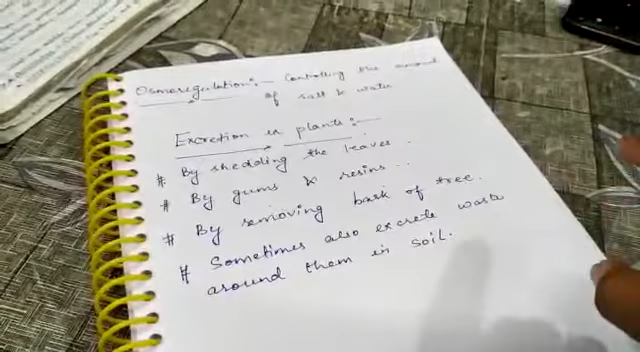 Osmoregulation:- Controlling the amount
of salt & water
Excretion in plants:-
# By shedding the leaves.
# By gums & resins..
# By removing bark of tree.
# Sometimes also excrete waste
around them in soil.